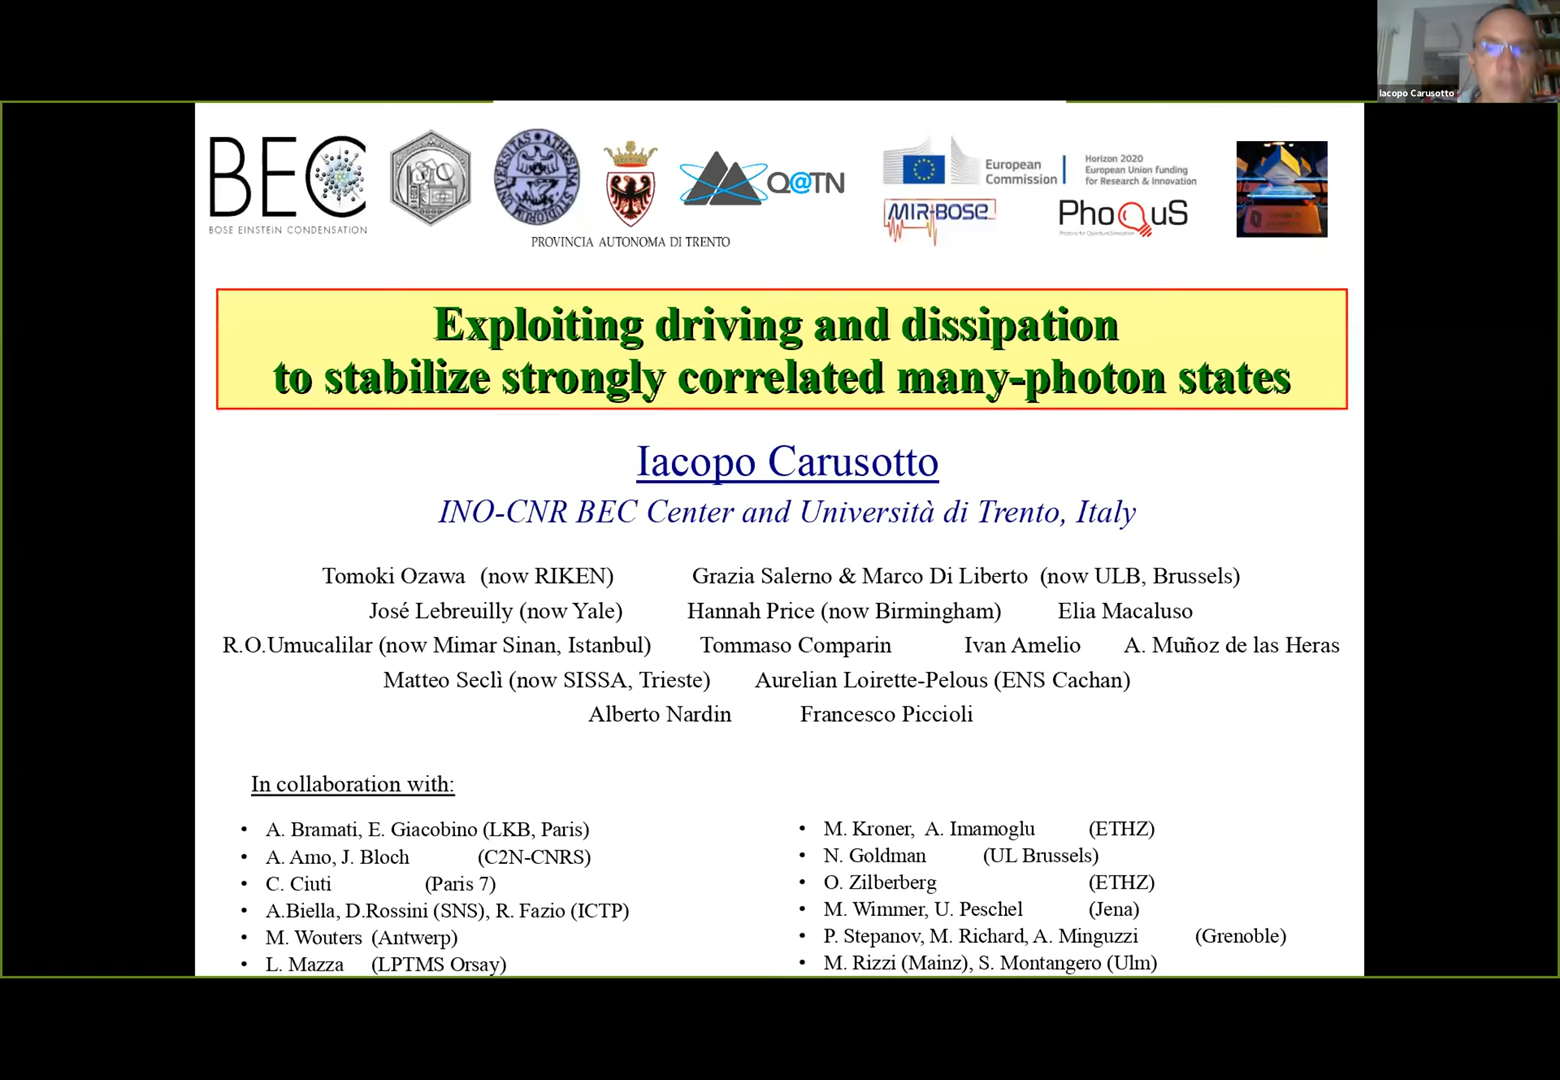 Iacopo Carusotto
BEC
BOSE EINSTEIN CONDENSATION
PROVINCIA AUTONOMA DI TRENTO
Q@TN
European
Commission
Horizon 2020
European Union funding
for Research & Innovation
MIR-BOSE
PhoQuS
Photons for Quantum Simulation
Exploiting driving and dissipation
to stabilize strongly correlated many-photon states
Iacopo Carusotto
INO-CNR BEC Center and Università di Trento, Italy
Tomoki Ozawa (now RIKEN) Grazia Salerno & Marco Di Liberto (now ULB, Brussels)
José Lebreuilly (now Yale) Hannah Price (now Birmingham) Elia Macaluso
R.O.Umucalilar (now Mimar Sinan, Istanbul) Tommaso Comparin Ivan Amelio A. Muñoz de las Heras
Matteo Seclì (now SISSA, Trieste) Aurelian Loirette-Pelous (ENS Cachan)
Alberto Nardin Francesco Piccioli
In collaboration with:
• A. Bramati, E. Giacobino (LKB, Paris)
• A. Amo, J. Bloch (C2N-CNRS)
• C. Ciuti (Paris 7)
• A.Biella, D.Rossini (SNS), R. Fazio (ICTP)
• M. Wouters (Antwerp)
• L. Mazza (LPTMS Orsay)
• M. Kroner, A. Imamoglu (ETHZ)
• N. Goldman (UL Brussels)
• O. Zilberberg (ETHZ)
• M. Wimmer, U. Peschel (Jena)
• P. Stepanov, M. Richard, A. Minguzzi (Grenoble)
• M. Rizzi (Mainz), S. Montangero (Ulm)